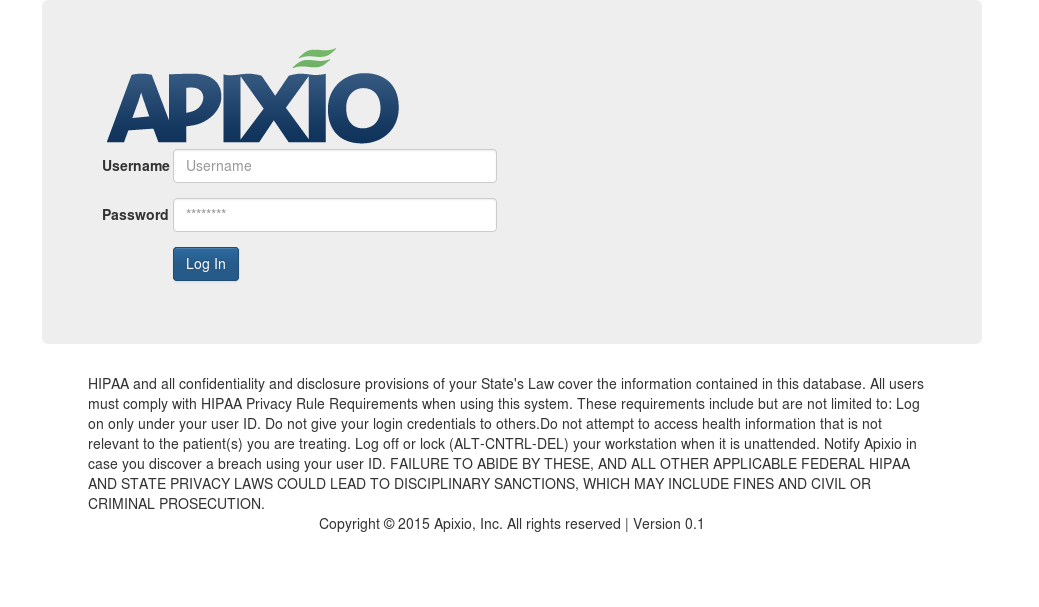 APIXIO
Username Username
Password ********
Log In
HIPAA and all confidentiality and disclosure provisions of your State's Law cover the information contained in this database. All users
must comply with HIPAA Privacy Rule Requirements when using this system. These requirements include but are not limited to: Log
on only under your user ID. Do not give your login credentials to others.Do not attempt to access health information that is not
relevant to the patient(s) you are treating. Log off or lock (ALT-CNTRL-DEL) your workstation when it is unattended. Notify Apixio in
case you discover a breach using your user ID. FAILURE TO ABIDE BY THESE, AND ALL OTHER APPLICABLE FEDERAL HIPAA
AND STATE PRIVACY LAWS COULD LEAD TO DISCIPLINARY SANCTIONS, WHICH MAY INCLUDE FINES AND CIVIL OR
CRIMINAL PROSECUTION.
Copyright © 2015 Apixio, Inc. All rights reserved | Version 0.1